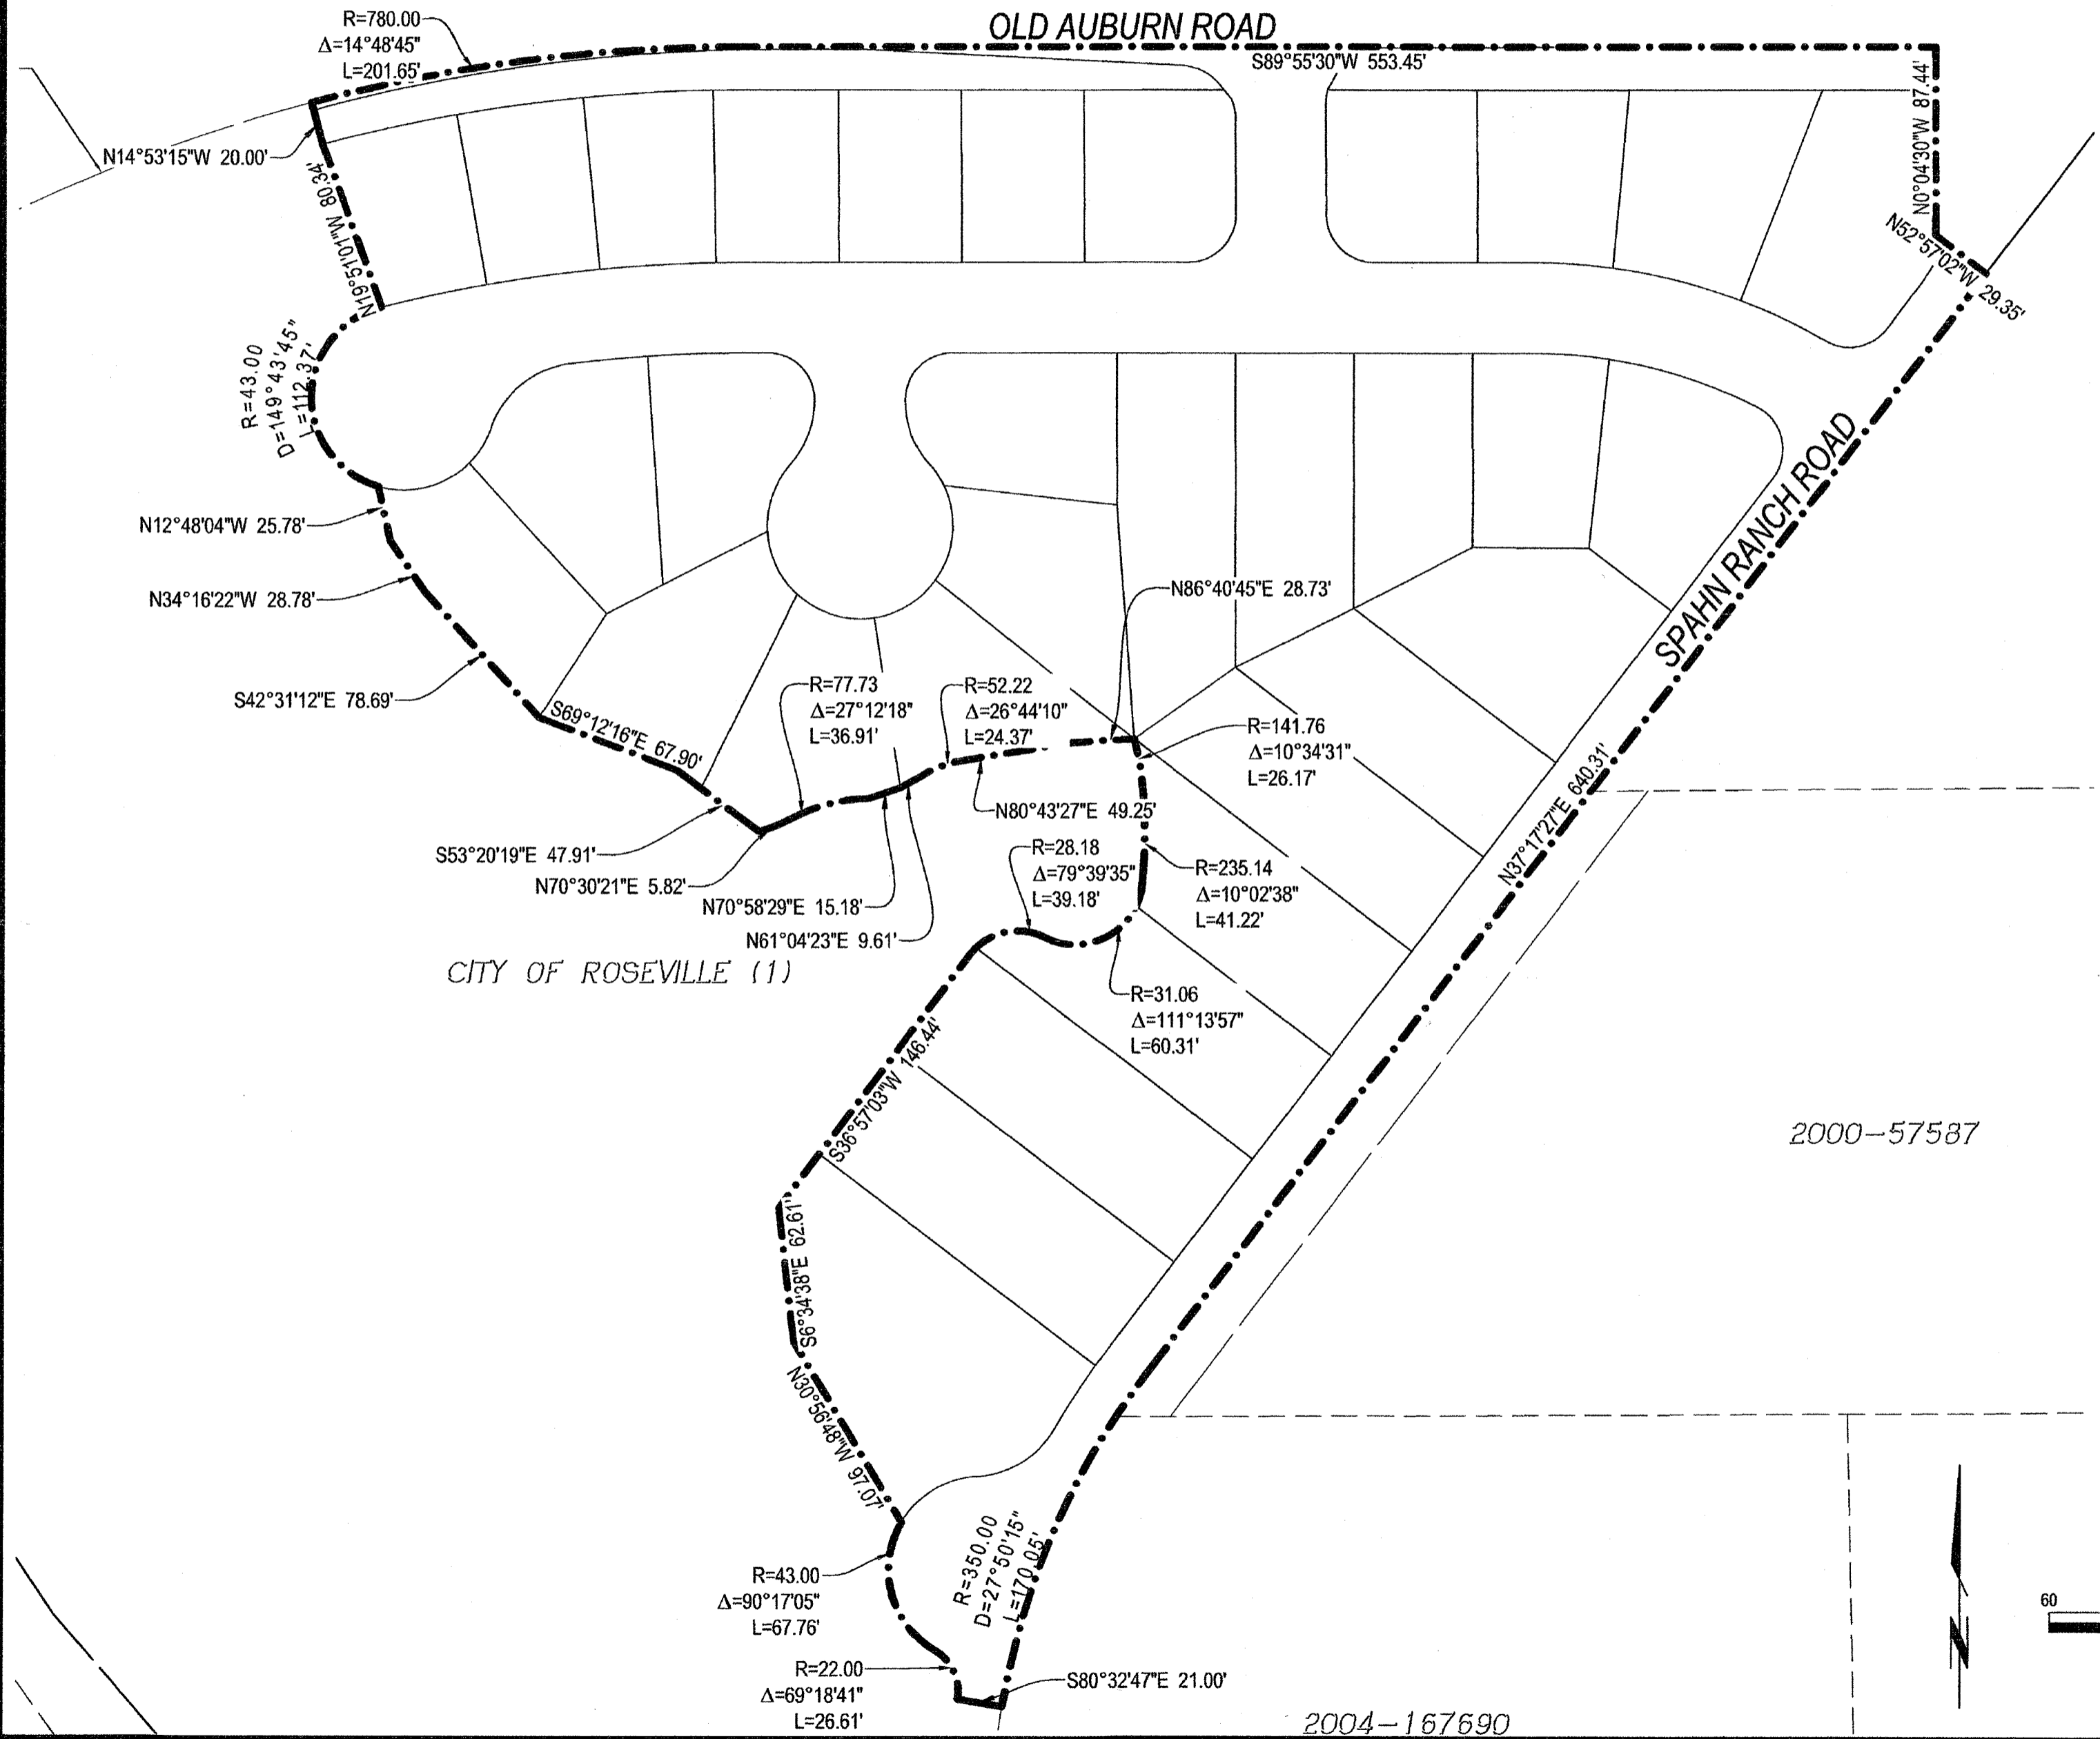 OLD AUBURN ROAD
R=780.00
Δ=14°48'45"
L=201.65'
S89°55'30"W 553.45'
N0°04'30"W 87.44'
N14°53'15"W 20.00'
N19°51'01"W 80.34'
N52°57'02"W 29.35'
R=43.00
D=149°43'45"
L=112.37'
SPAHN RANCH ROAD
N12°48'04"W 25.78'
N34°16'22"W 28.78'
N86°40'45"E 28.73'
S42°31'12"E 78.69'
S69°12'16"E 67.90'
R=77.73
Δ=27°12'18"
L=36.91'
R=52.22
Δ=26°44'10"
L=24.37'
R=141.76
Δ=10°34'31"
L=26.17'
N80°43'27"E 49.25'
N37°17'27"E 640.31'
S53°20'19"E 47.91'
N70°30'21"E 5.82'
N70°58'29"E 15.18'
N61°04'23"E 9.61'
R=28.18
Δ=79°39'35"
L=39.18'
R=235.14
Δ=10°02'38"
L=41.22'
CITY OF ROSEVILLE (1)
R=31.06
Δ=111°13'57"
L=60.31'
S36°57'03"W 146.44'
2000-57587
S6°34'38"E 62.61'
N30°56'48"W 97.07'
R=350.00
D=27°50'15"
L=170.05'
R=43.00
Δ=90°17'05"
L=67.76'
60
N
R=22.00
Δ=69°18'41"
L=26.61'
S80°32'47"E 21.00'
2004-167690